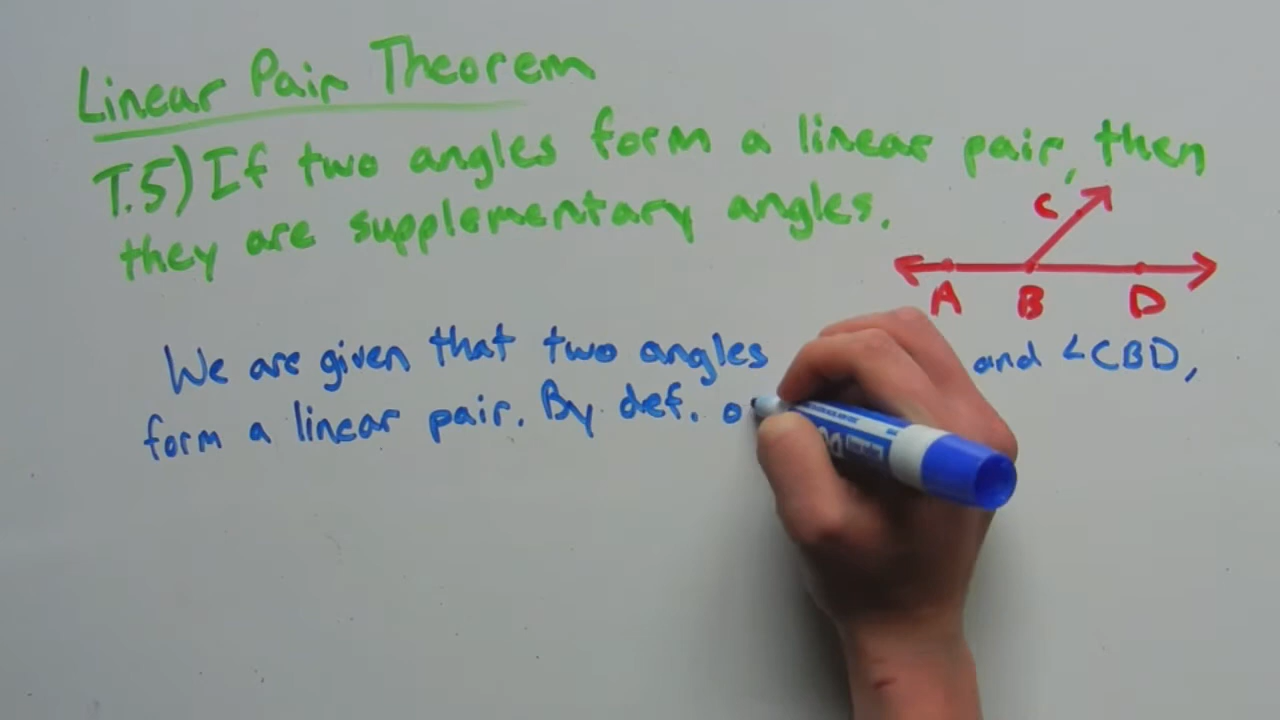 Linear Pair Theorem
T.5) If two angles form a linear pair, then
they are supplementary angles.
C
A B D
We are given that two angles and ∠CBD,
form a linear pair. By def. o